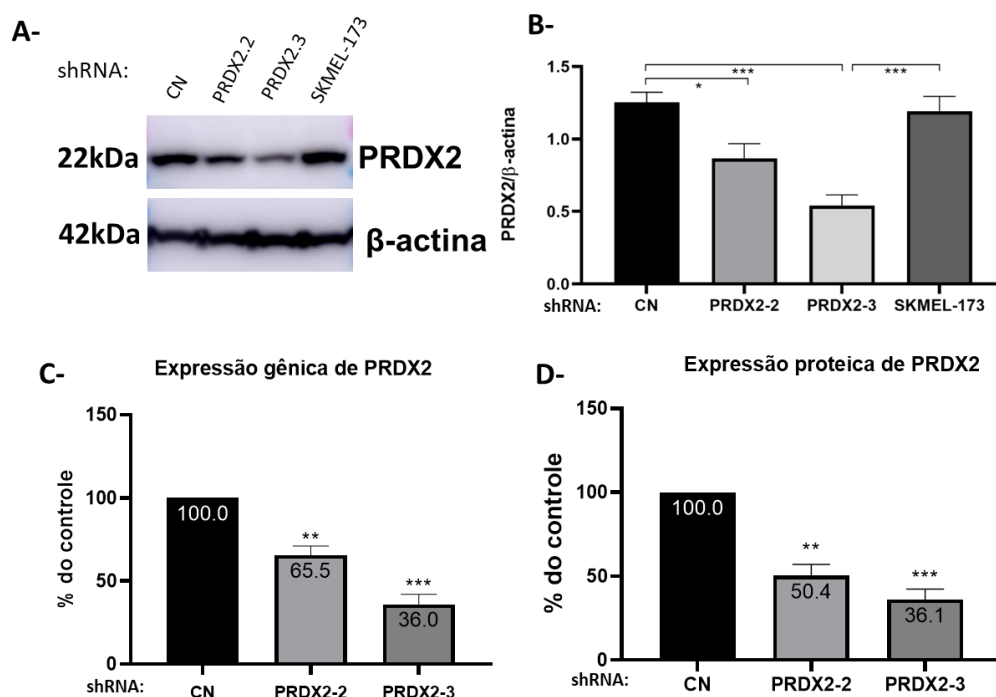 A-
shRNA:
CN
PRDX2.2
PRDX2.3
SKMEL-173
22kDa
PRDX2
42kDa
β-actina
B-
PRDX2/β-actina
1.5
1.0
0.5
0.0
***
***
*
shRNA:
CN
PRDX2-2
PRDX2-3
SKMEL-173
C-
Expressão gênica de PRDX2
% do controle
150
100
50
0
100.0
**
65.5
***
36.0
shRNA:
CN
PRDX2-2
PRDX2-3
D-
Expressão proteica de PRDX2
% do controle
150
100
50
0
100.0
**
50.4
***
36.1
shRNA:
CN
PRDX2-2
PRDX2-3